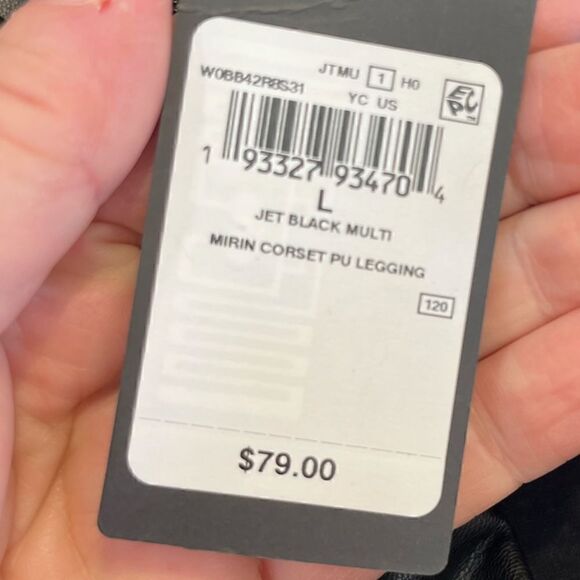 JTMU 1 H0
W0BB42R8S31
YC US
EPC
1 93327 93470 4
L
JET BLACK MULTI
MIRIN CORSET PU LEGGING
120
$79.00